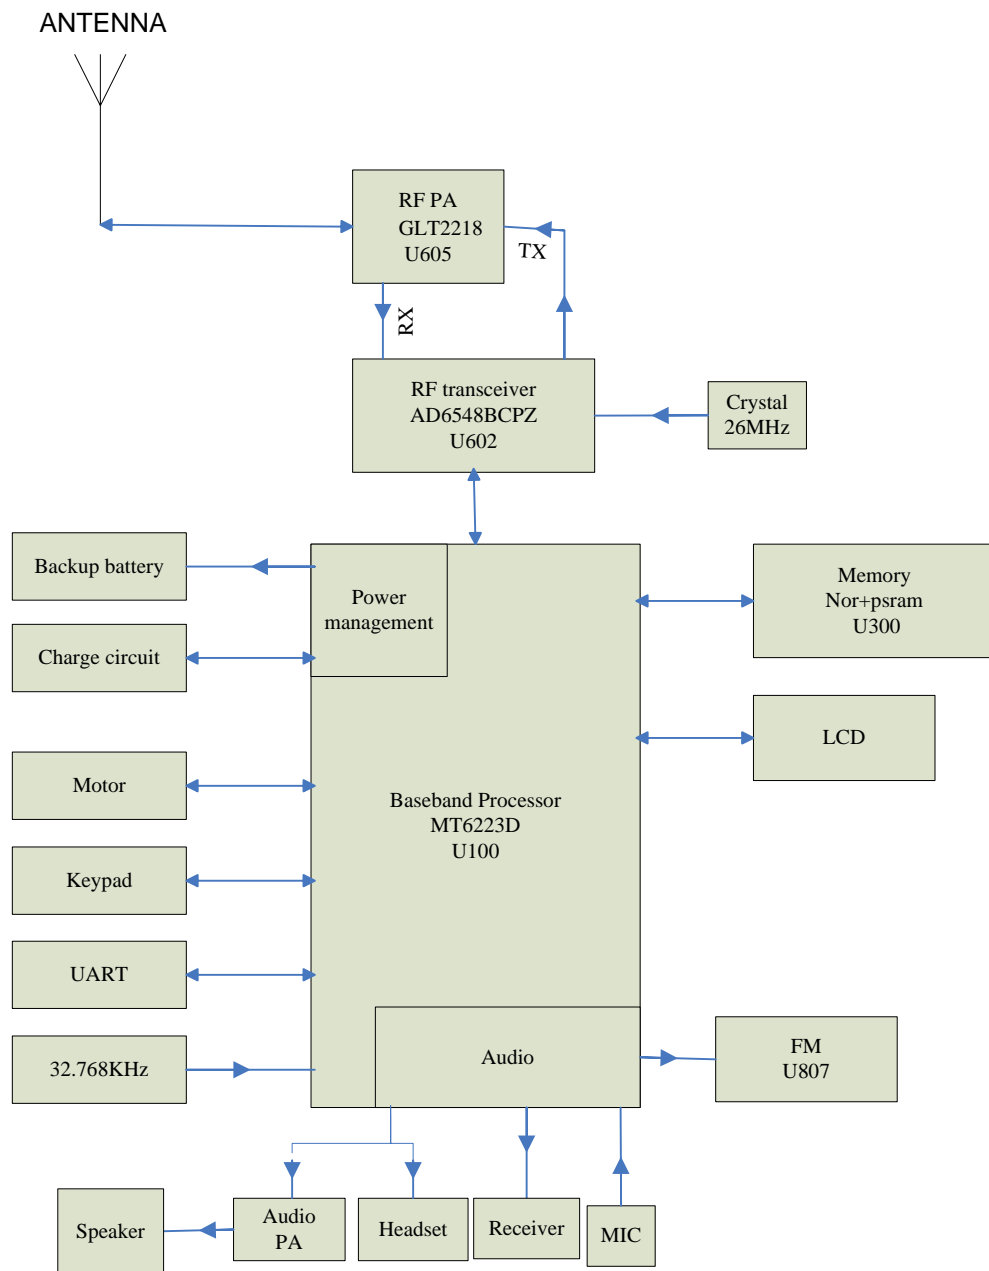 ANTENNA
RF PA
GLT2218
U605
TX
RX
RF transceiver
AD6548BCPZ
U602
Crystal
26MHz
Backup battery
Power
management
Memory
Nor+psram
U300
Charge circuit
LCD
Motor
Baseband Processor
MT6223D
U100
Keypad
UART
32.768KHz
Audio
FM
U807
Speaker
Audio
PA
Headset
Receiver
MIC